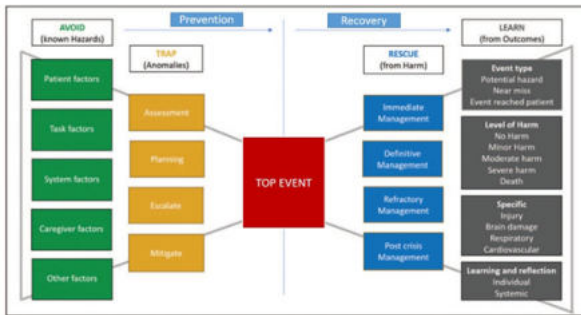 Prevention
Recovery
AVOID
(known Hazards)
TRAP
(Anomalies)
RESCUE
(from Harm)
LEARN
(from Outcomes)
Patient factors
Task factors
System factors
Caregiver factors
Other factors
Assessment
Planning
Escalate
Mitigate
TOP EVENT
Immediate
Management
Definitive
Management
Refractory
Management
Post crisis
Management
Event type
Potential hazard
Near miss
Event reached patient
Level of Harm
No Harm
Minor Harm
Moderate harm
Severe harm
Death
Specific
Injury
Brain damage
Respiratory
Cardiovascular
Learning and reflection
Individual
Systemic